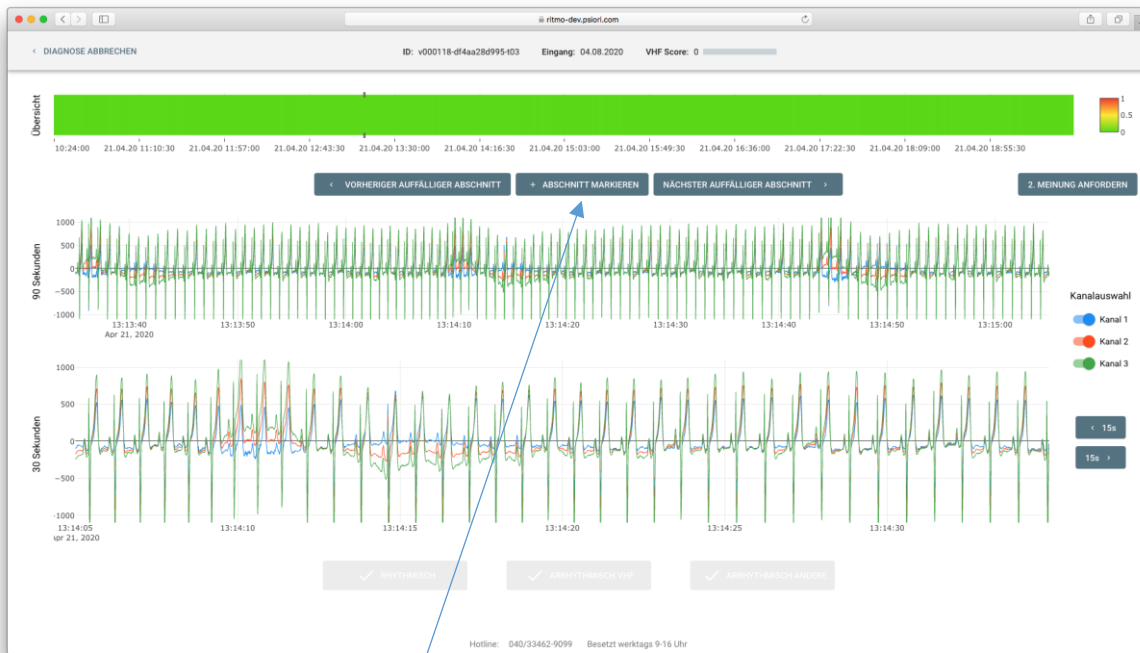 ritmo-dev.psiori.com
DIAGNOSE ABBRECHEN
ID: v000118-df4aa28d995-t03 Eingang: 04.08.2020 VHF Score: 0
Übersicht
1
0.5
0
10:24:00 21.04.20 11:10:30 21.04.20 11:57:00 21.04.20 12:43:30 21.04.20 13:30:00 21.04.20 14:16:30 21.04.20 15:03:00 21.04.20 15:49:30 21.04.20 16:36:00 21.04.20 17:22:30 21.04.20 18:09:00 21.04.20 18:55:30
VORHERIGER AUFFÄLLIGER ABSCHNITT + ABSCHNITT MARKIEREN NÄCHSTER AUFFÄLLIGER ABSCHNITT 2. MEINUNG ANFORDERN
90 Sekunden
1000
500
0
−500
-1000
13:13:40 13:13:50 13:14:00 13:14:10 13:14:20 13:14:30 13:14:40 13:14:50 13:15:00
Apr 21, 2020
Kanalauswahl
Kanal 1
Kanal 2
Kanal 3
30 Sekunden
1000
500
0
−500
-1000
13:14:05 13:14:10 13:14:15 13:14:20 13:14:25 13:14:30
pr 21, 2020
‹ 15s
15s ›
RHYTHMISCH ARRHYTHMISCH VHF ARRHYTHMISCH ANDERE
Hotline: 040/33462-9099 Besetzt werktags 9-16 Uhr